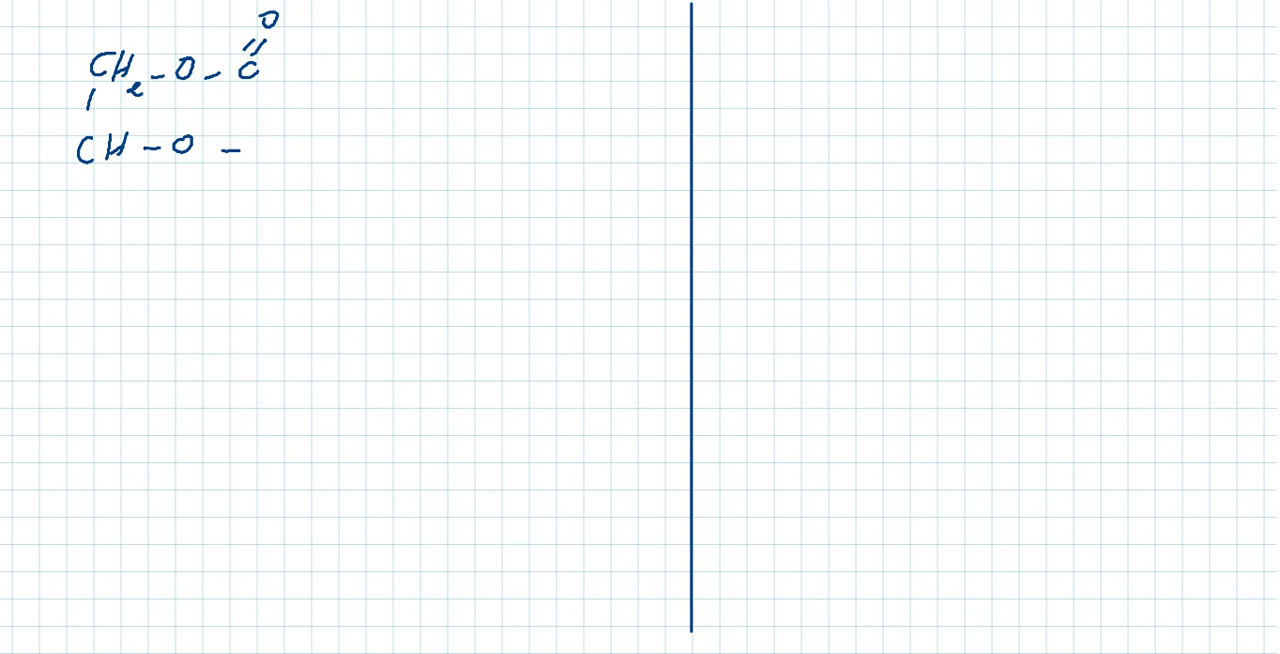 O
//
CH₂ - O - C
|
CH - O -